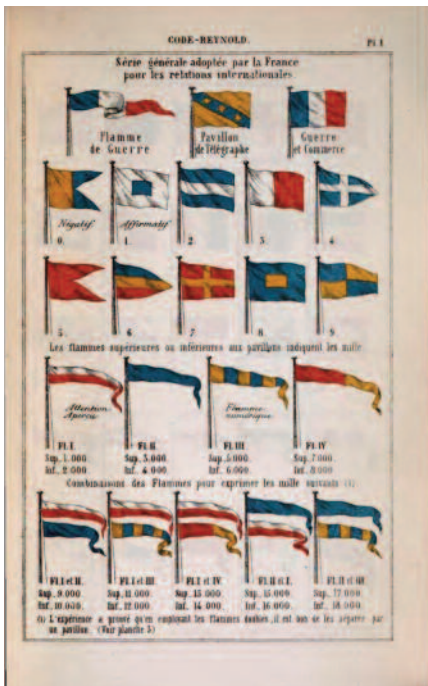 CODE-REYNOLD.
Pl. 1
Série générale adoptée par la France
pour les relations internationales.
Flamme
de Guerre
Pavillon
de Télégraphe
Guerre
et Commerce
Négatif
Affirmatif
0. 1. 2. 3. 4.
5. 6. 7. 8. 9.
Les flammes supérieures ou inférieures aux pavillons indiquent les mille
Attention
Aperçu
Flamme
numérique
Fl. I Fl. II Fl. III Fl. IV
Sup. 1.000. Sup. 3.000. Sup. 5.000. Sup. 7.000.
Inf. 2.000 Inf. 4.000. Inf. 6.000. Inf. 8.000
Combinaisons des Flammes pour exprimer les mille suivants (1)
Fl. I et II. Fl. I et III. Fl. I et IV Fl. II et I. Fl. II et III
Sup. 9.000 Sup. 11.000 Sup. 13.000 Sup. 15.000 Sup. 17.000
Inf. 10.000. Inf. 12.000 Inf. 14.000 Inf. 16.000 Inf. 18.000
(1) L'expérience a prouvé qu'en employant les flammes doubles, il est bon de les séparer par
un pavillon. (Voir planche 3)